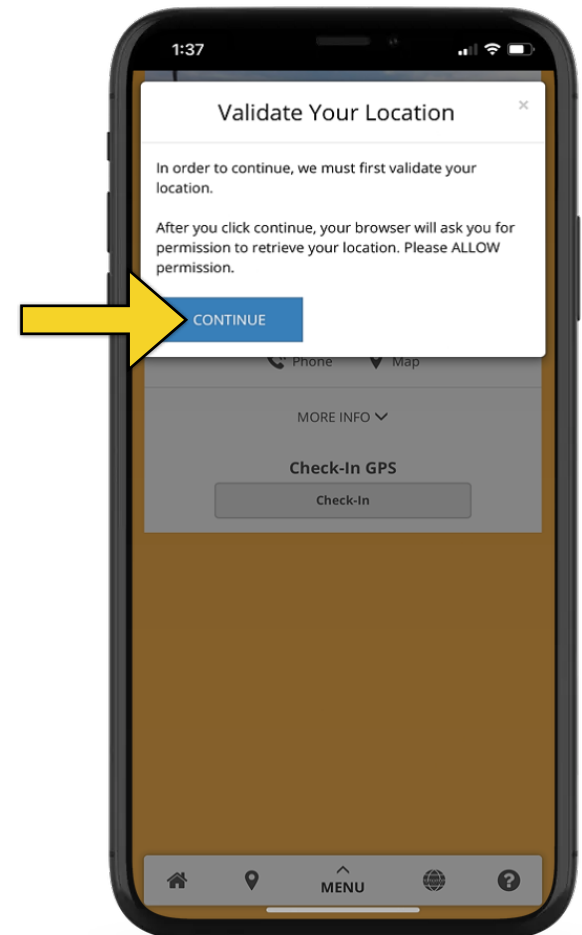 1:37
Validate Your Location ×
In order to continue, we must first validate your
location.
After you click continue, your browser will ask you for
permission to retrieve your location. Please ALLOW
permission.
CONTINUE
Phone Map
MORE INFO
Check-In GPS
Check-In
MENU
?